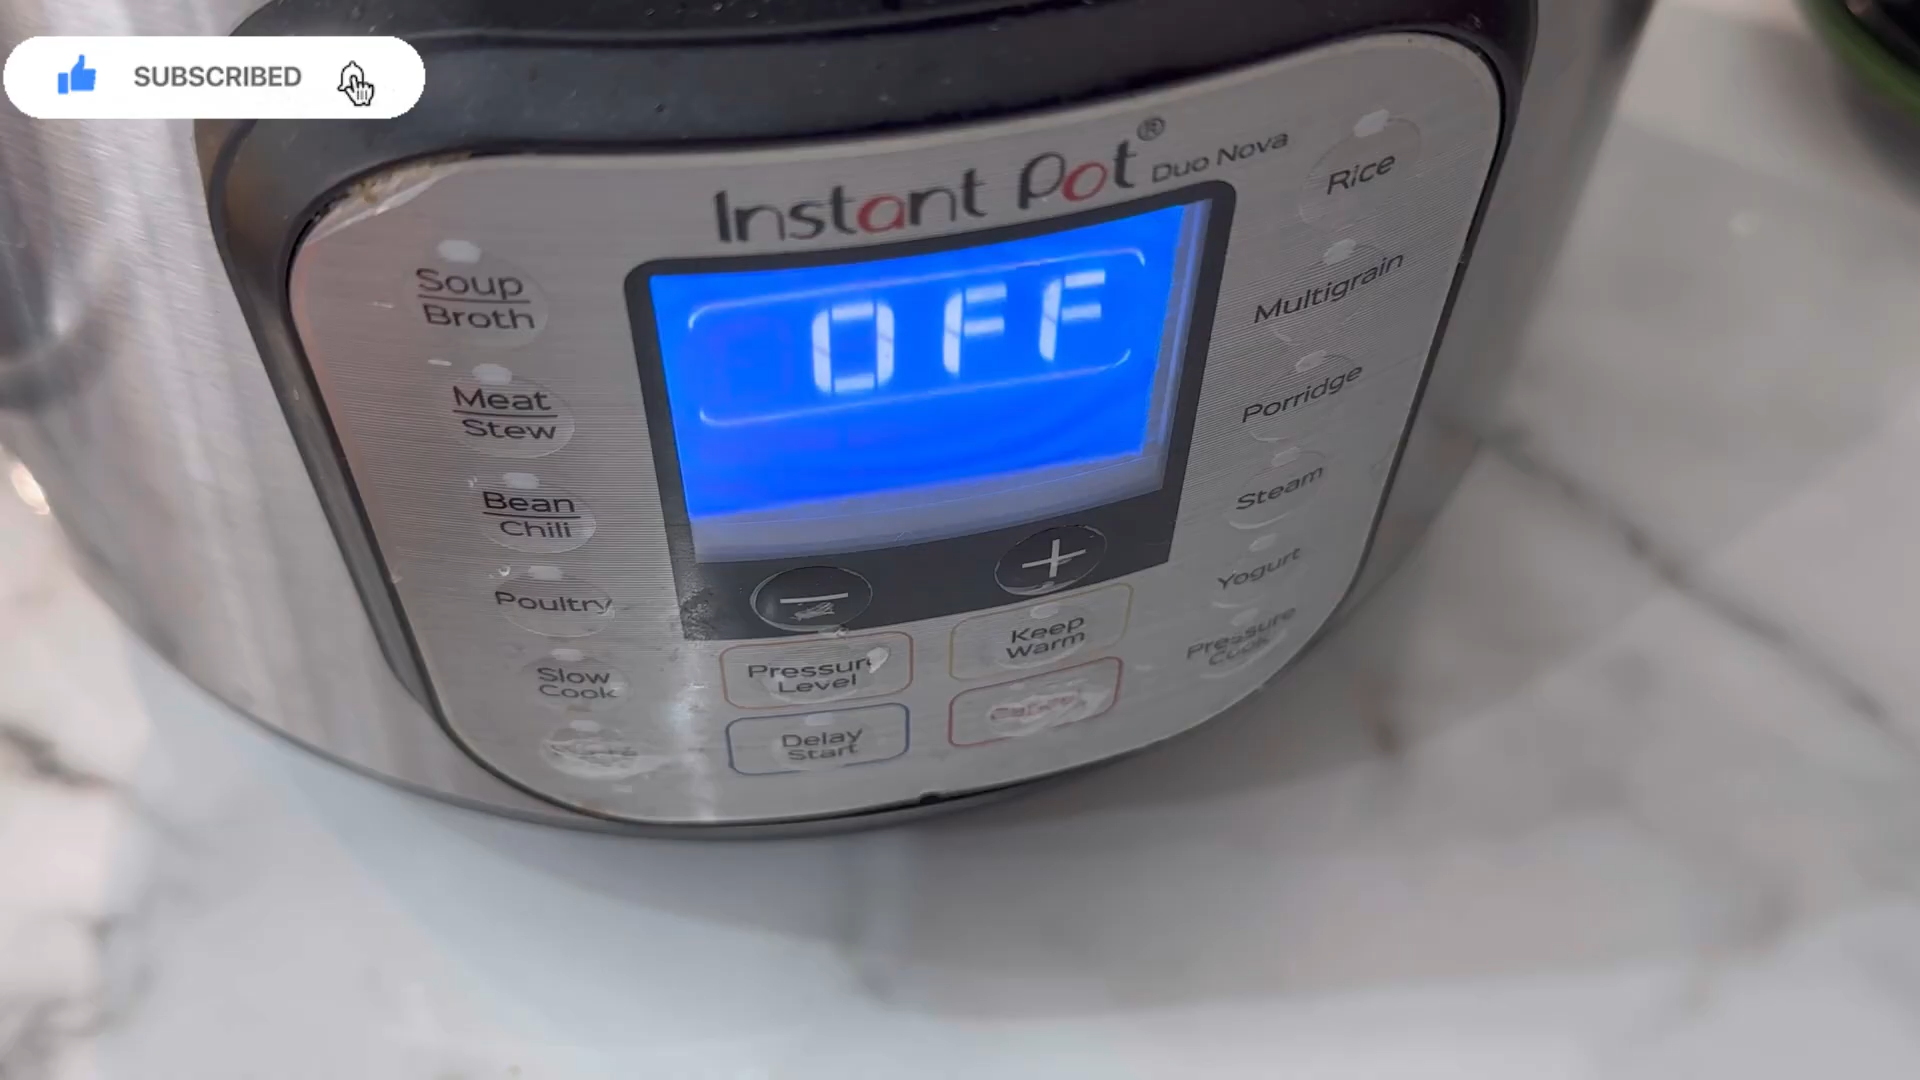 SUBSCRIBED
Instant Pot® Duo Nova
OFF
Soup
Broth
Meat
Stew
Bean
Chili
Poultry
Slow
Cook
Rice
Multigrain
Porridge
Steam
Yogurt
Pressure
Cook
Pressure
Level
Keep
Warm
Delay
Start